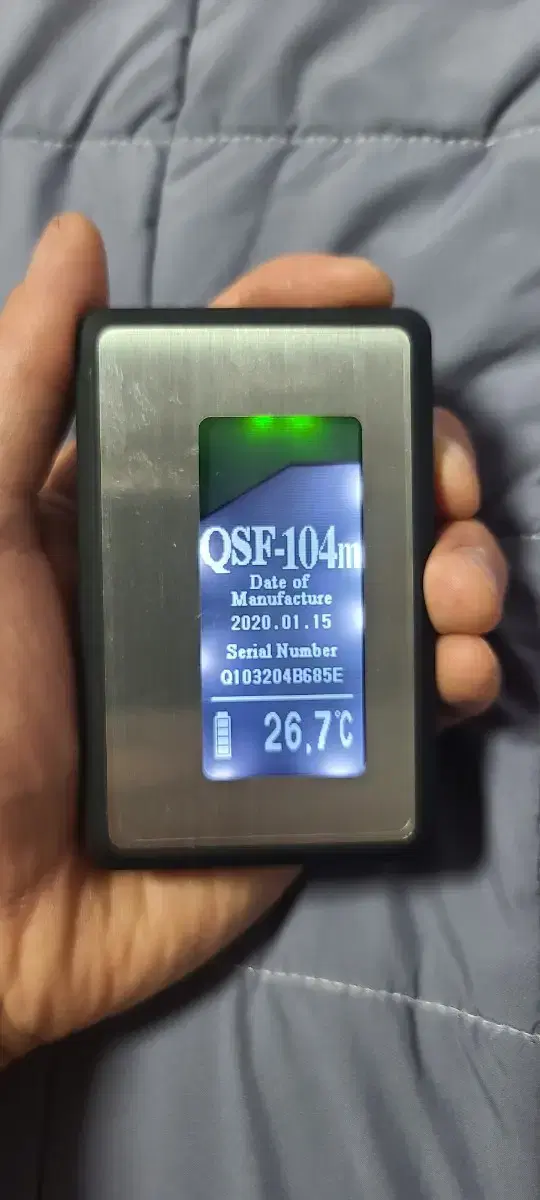 QSF-104m
Date of
Manufacture
2020.01.15
Serial Number
Q103204B685E
26.7℃